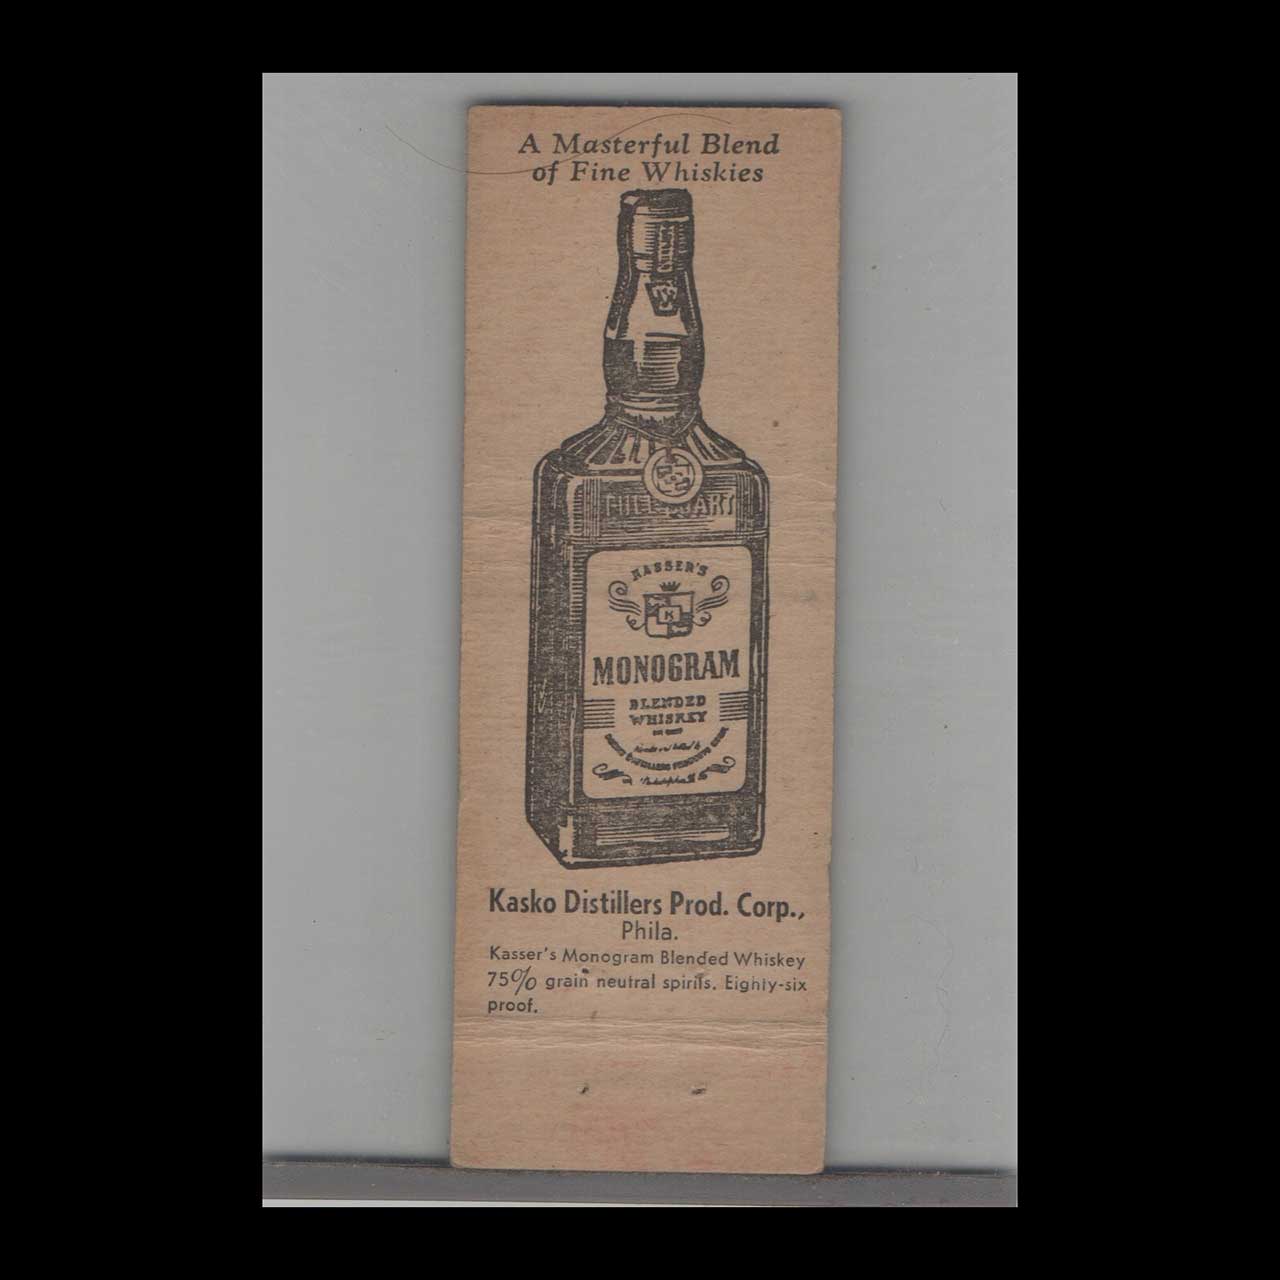 A Masterful Blend
of Fine Whiskies
FULL QUART
KASSER'S
K
MONOGRAM
BLENDED
WHISKEY
Kasko Distillers Prod. Corp.,
Phila.
Kasser's Monogram Blended Whiskey
75% grain neutral spirits. Eighty-six
proof.